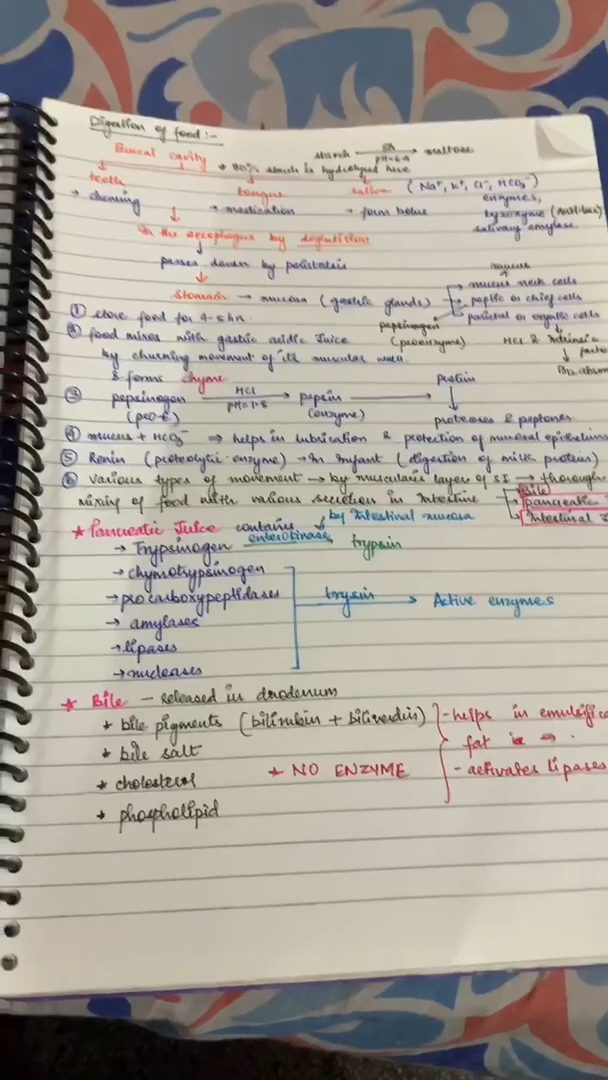 Digestion of food :-
starch SA PH=6.4 maltose
Buccal cavity * 30% starch is hydrolysed here
teeth tongue saliva (Na⁺, K⁺, Cl⁻, HCO₃⁻)
→ chewing → mastication → form bolus enzymes,
lysozyme (Anti-bac)
salivary amylase
In the oesophagus by deglutition
passes down by peristalsis
mucus
Stomach → mucosa (gastric glands) → mucus neck cells
→ peptic or chief cells
→ parietal or oxyntic cells
pepsinogen (proenzyme) HCl & Intrinsic facto
B₁₂ absor
① store food for 4-5 hr
② food mixes with gastric acidic Juice
by churning movement of its muscular wall
& forms chyme
③ pepsinogen HCl PH=1.8 → pepsin → protein
(pro-E) (enzyme) proteoses & peptones
④ mucus + HCO₃⁻ ⇒ helps in lubrication & protection of mucosal epithelium
⑤ Renin (proteolytic enzyme) → In Infant (digestion of milk protein)
⑥ Various types of movement → by muscularis layer of SI → thorough
mixing of food with various secretion in Intestine → Bile
→ pancreatic
→ Intestinal J
* Pancreatic Juice contains by Intestinal mucosa
→ Trypsinogen enterokinase trypsin
→ chymotrypsinogen
→ procarboxypeptidases trysin → Active enzymes
→ amylases
→ lipases
→ nucleases
* Bile — released in duodenum
* bile pigments (bilirubin + biliverdin) - helps in emulsifica
* bile salt fat
* cholesterol * NO ENZYME - activates lipases
* phospholipid